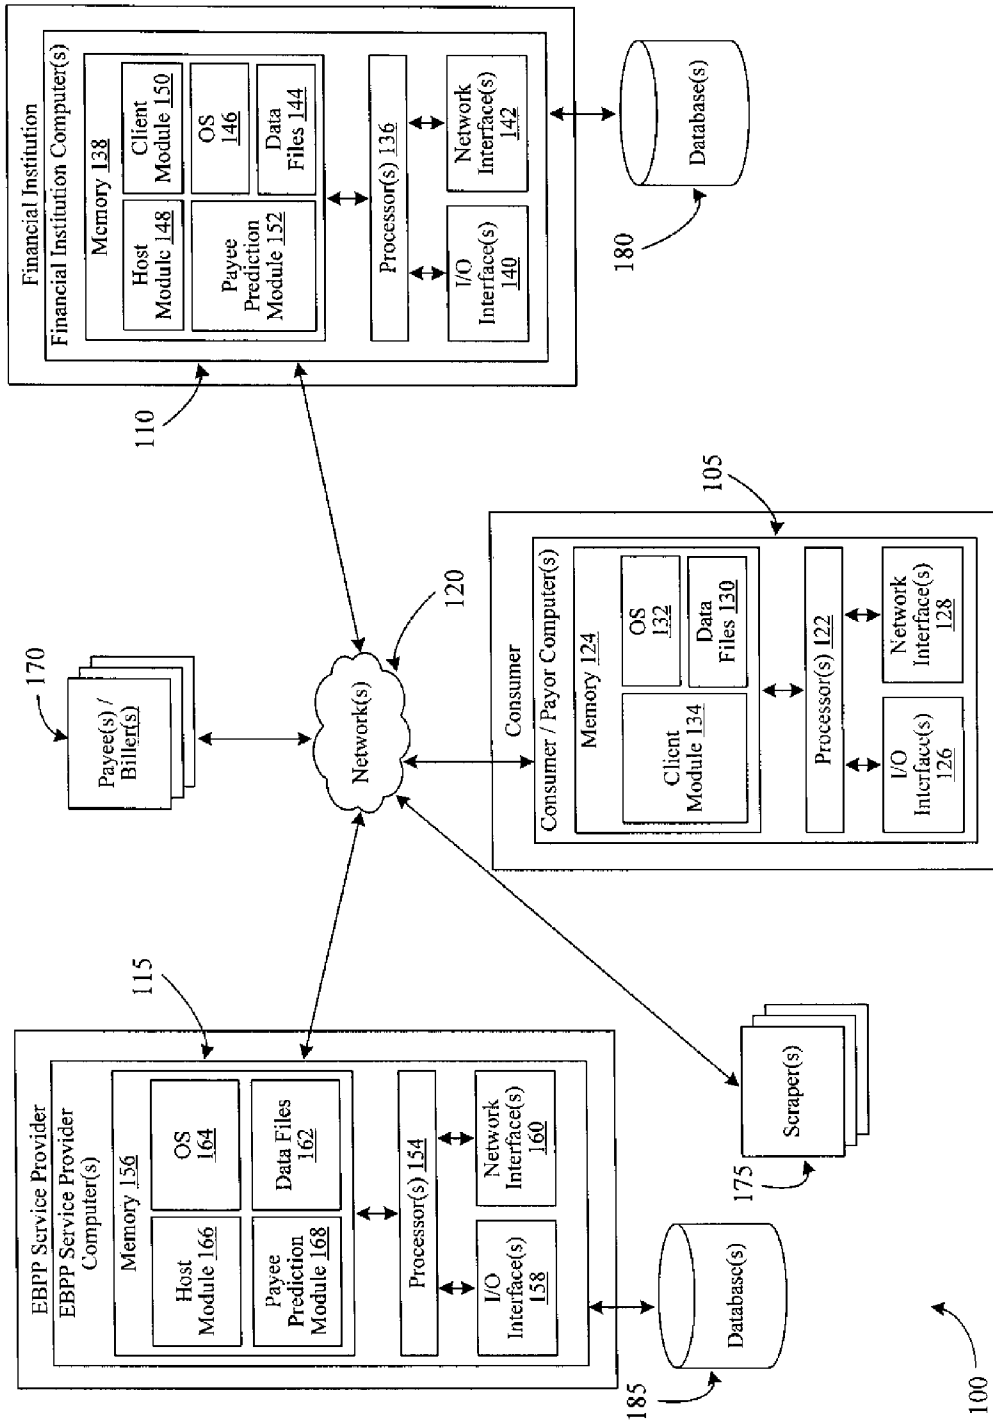 EBPP Service Provider
EBPP Service Provider
Computer(s)
Memory 156
Host
Module 166
OS
164
Payee
Prediction
Module 168
Data Files
162
Processor(s) 154
I/O
Interface(s)
158
Network
Interface(s)
160
115
Database(s)
185
Payee(s) /
Biller(s)
170
Network(s)
120
Scraper(s)
175
Financial Institution
Financial Institution Computer(s)
Memory 138
Host
Module 148
Client
Module 150
Payee
Prediction
Module 152
OS
146
Data
Files 144
Processor(s) 136
I/O
Interface(s)
140
Network
Interface(s)
142
110
Database(s)
180
Consumer
Consumer / Payor Computer(s)
Memory 124
Client
Module 134
OS
132
Data
Files 130
Processor(s) 122
I/O
Interface(s)
126
Network
Interface(s)
128
105
100